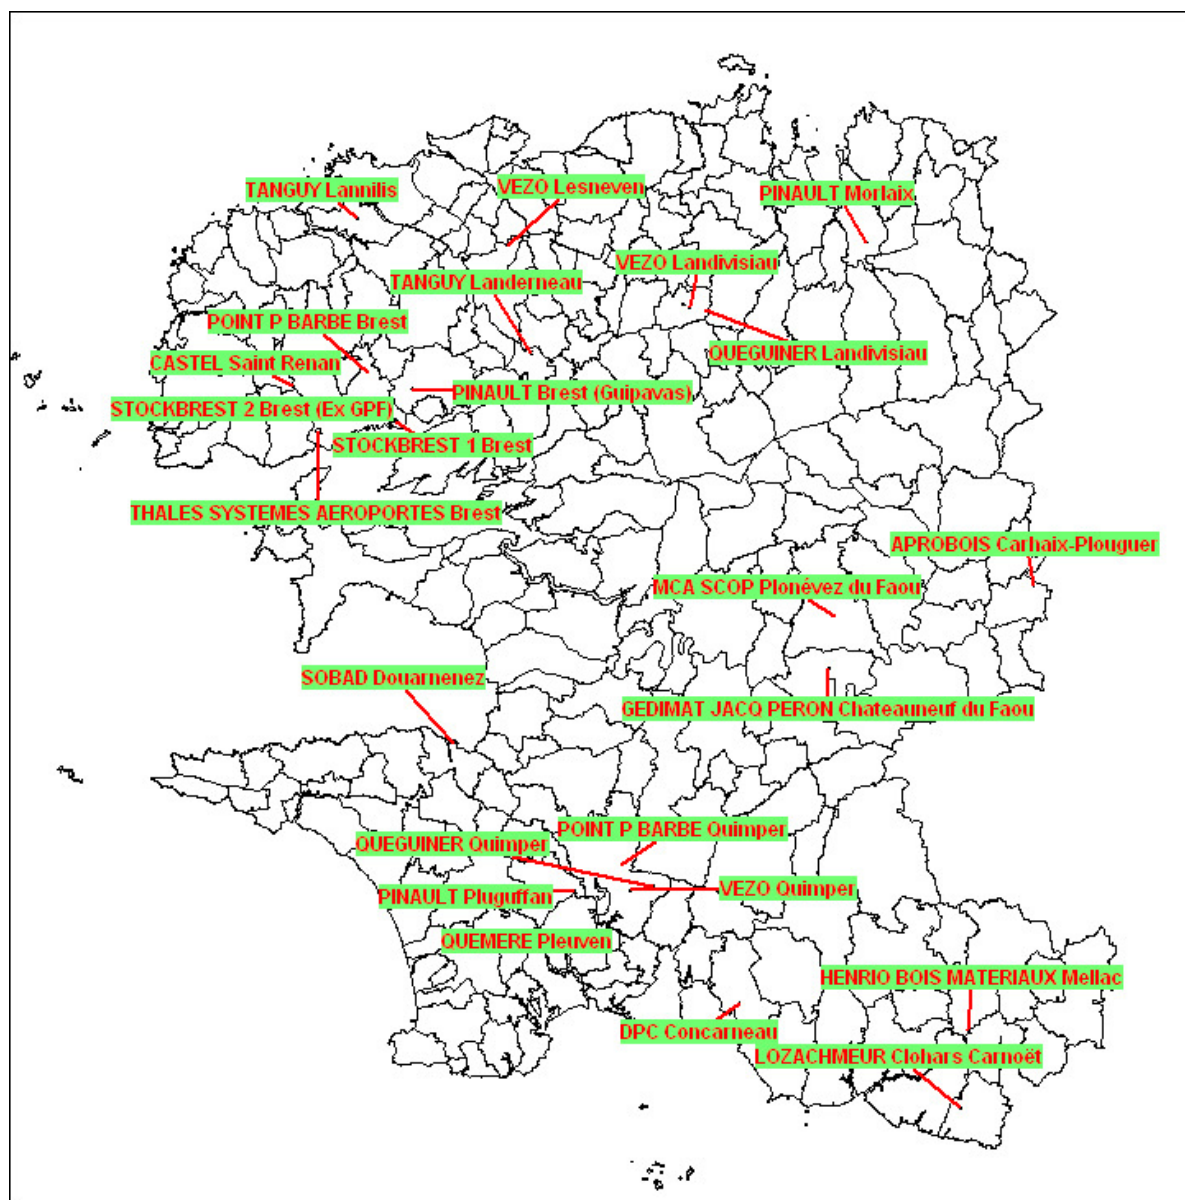 TANGUY Lannilis
VEZO Lesneven
PINAULT Morlaix
VEZO Landivisiau
TANGUY Landerneau
POINT P BARBE Brest
QUEGUINER Landivisiau
CASTEL Saint Renan
PINAULT Brest (Guipavas)
STOCKBREST 2 Brest (Ex GPF)
STOCKBREST 1 Brest
THALES SYSTEMES AEROPORTES Brest
APROBOIS Carhaix-Plouguer
MCA SCOP Plonévez du Faou
SOBAD Douarnenez
GEDIMAT JACQ PERON Chateauneuf du Faou
POINT P BARBE Quimper
QUEGUINER Quimper
VEZO Quimper
PINAULT Pluguffan
QUEMERE Pleuven
HENRIO BOIS MATERIAUX Mellac
DPC Concarneau
LOZACHMEUR Clohars Carnoët